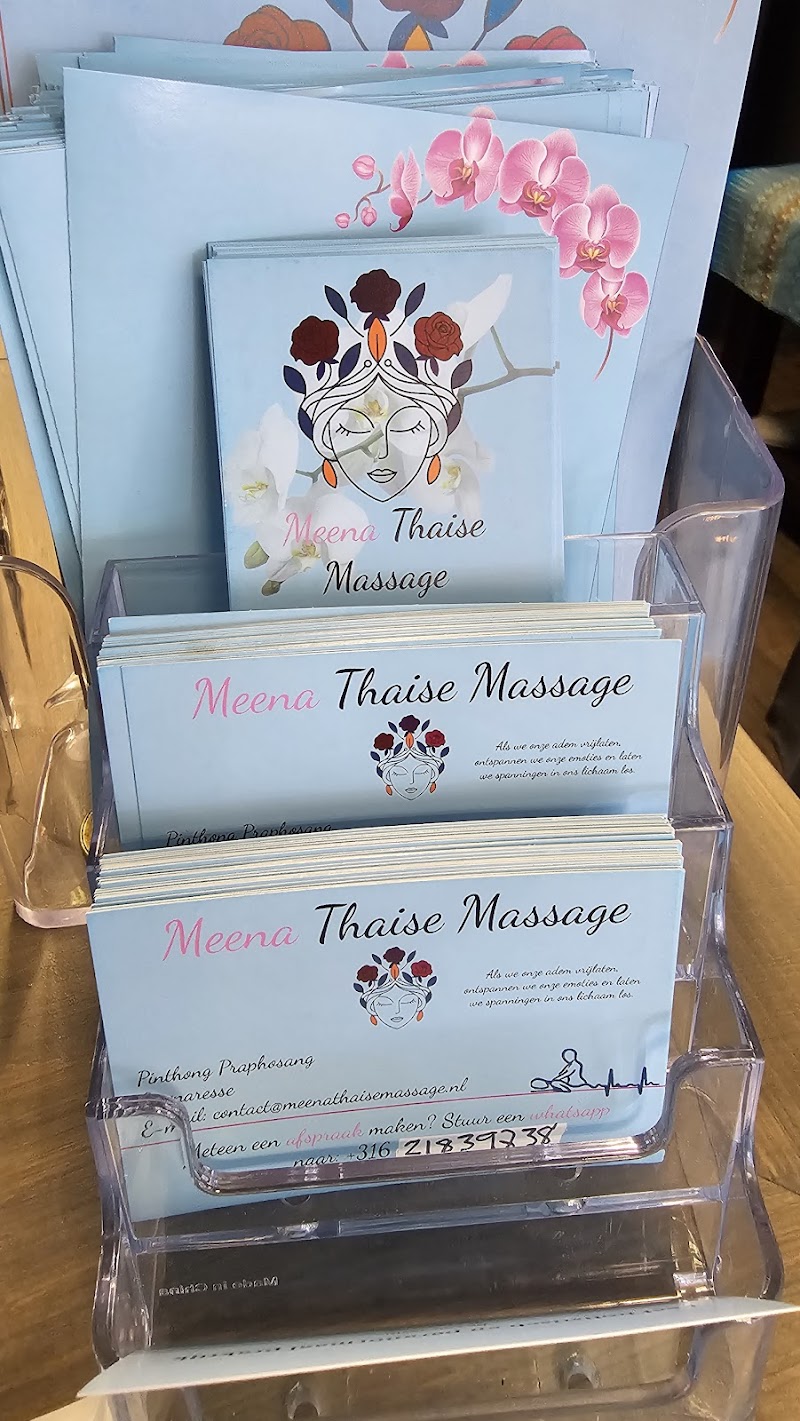 Meena Thaise
Massage
Meena Thaise Massage
Als we onze adem vrijlaten,
ontspannen we onze emoties en laten
we spanningen in ons lichaam los.
Pinthong Praphosang
Meena Thaise Massage
Als we onze adem vrijlaten,
ontspannen we onze emoties en laten
we spanningen in ons lichaam los.
Pinthong Praphosang
contact@meenathaisemassage.nl
Meteen een afspraak maken? Stuur een whatsapp
naar: +316 21839738
Made In China